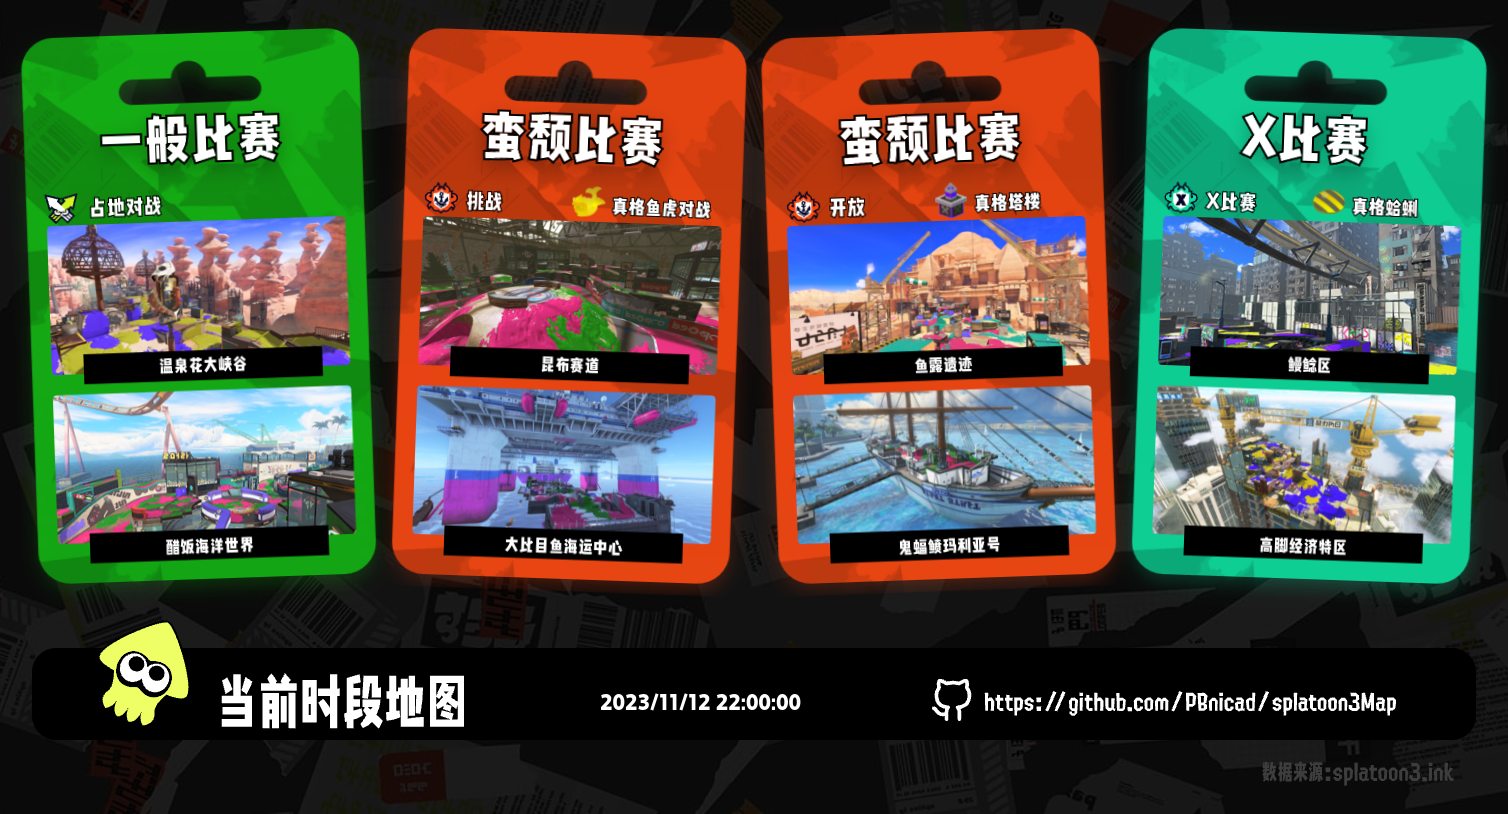 一般比赛
占地对战
温泉花大峡谷
醋饭海洋世界
蛮颓比赛
挑战
真格鱼虎对战
昆布赛道
大比目鱼海运中心
蛮颓比赛
开放
真格塔楼
鱼露遗迹
鬼蝠鲼玛利亚号
X比赛
X比赛
真格蛤蜊
鳗鲶区
高脚经济特区
当前时段地图
2023/11/12 22:00:00
https://github.com/PBnicad/splatoon3Map
数据来源:splatoon3.ink